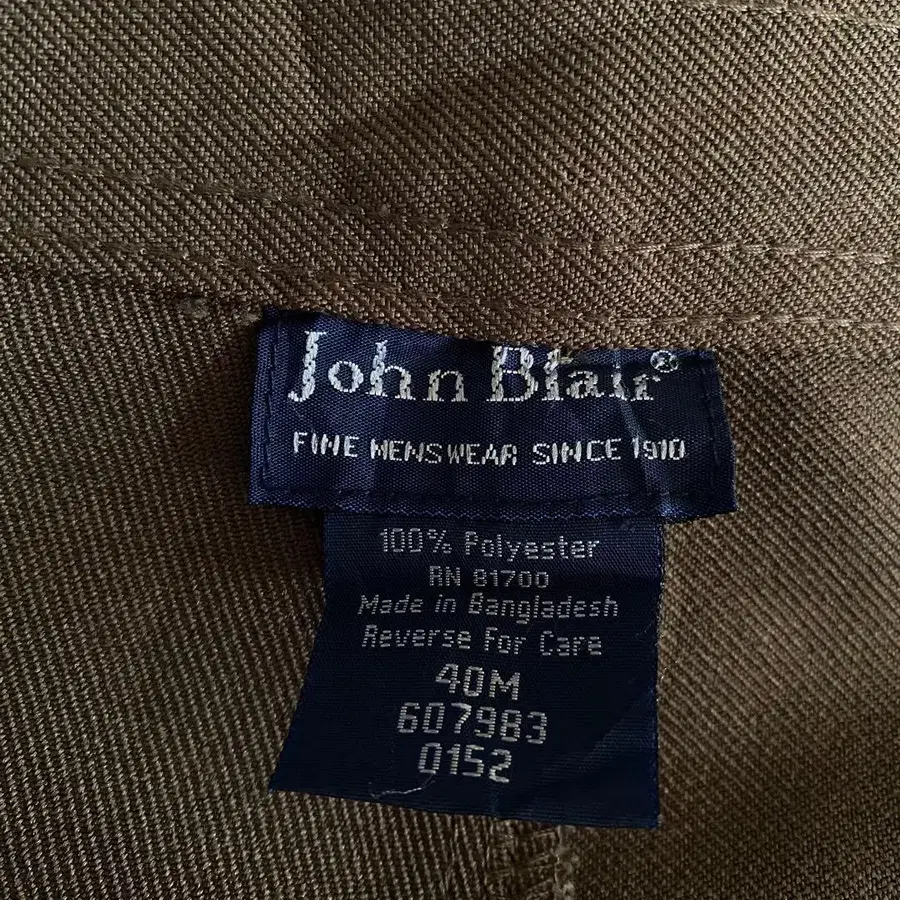 John Blair®
FINE MENSWEAR SINCE 1910
100% Polyester
RN 81700
Made in Bangladesh
Reverse For Care
40M
607983
0152